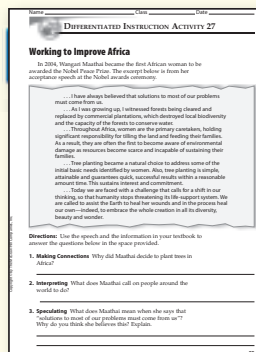 Name Class Date
DIFFERENTIATED INSTRUCTION ACTIVITY 27
Working to Improve Africa
In 2004, Wangari Maathai became the first African woman to be
awarded the Nobel Peace Prize. The excerpt below is from her
acceptance speech at the Nobel awards ceremony.
. . . I have always believed that solutions to most of our problems
must come from us.
. . . As I was growing up, I witnessed forests being cleared and
replaced by commercial plantations, which destroyed local biodiversity
and the capacity of the forests to conserve water.
. . . Throughout Africa, women are the primary caretakers, holding
significant responsibility for tilling the land and feeding their families.
As a result, they are often the first to become aware of environmental
damage as resources become scarce and incapable of sustaining their
families.
. . . Tree planting became a natural choice to address some of the
initial basic needs identified by women. Also, tree planting is simple,
attainable and guarantees quick, successful results within a reasonable
amount time. This sustains interest and commitment.
. . . Today we are faced with a challenge that calls for a shift in our
thinking, so that humanity stops threatening its life-support system. We
are called to assist the Earth to heal her wounds and in the process heal
our own—indeed, to embrace the whole creation in all its diversity,
beauty and wonder.
Directions: Use the speech and the information in your textbook to
answer the questions below in the space provided.
1. Making Connections Why did Maathai decide to plant trees in
Africa?
2. Interpreting What does Maathai call on people around the
world to do?
3. Speculating What does Maathai mean when she says that
"solutions to most of our problems must come from us"?
Why do you think she believes this? Explain.